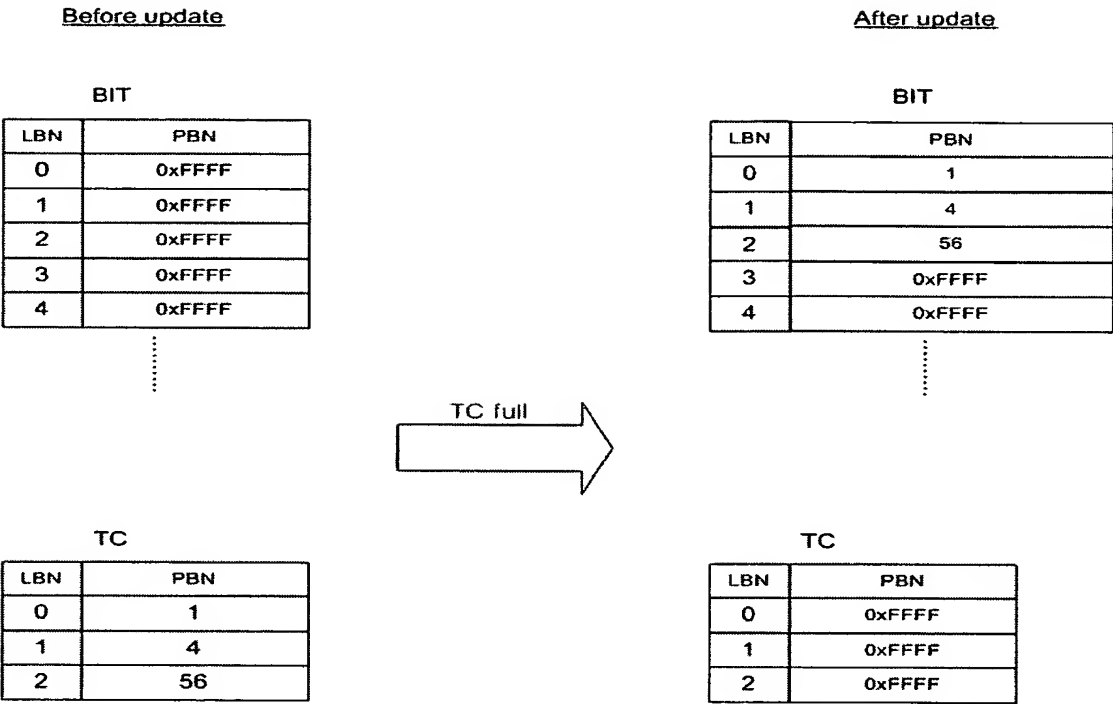 Before update
BIT
LBN PBN
0 0xFFFF
1 0xFFFF
2 0xFFFF
3 0xFFFF
4 0xFFFF
TC
LBN PBN
0 1
1 4
2 56
TC full
After update
BIT
LBN PBN
0 1
1 4
2 56
3 0xFFFF
4 0xFFFF
TC
LBN PBN
0 0xFFFF
1 0xFFFF
2 0xFFFF